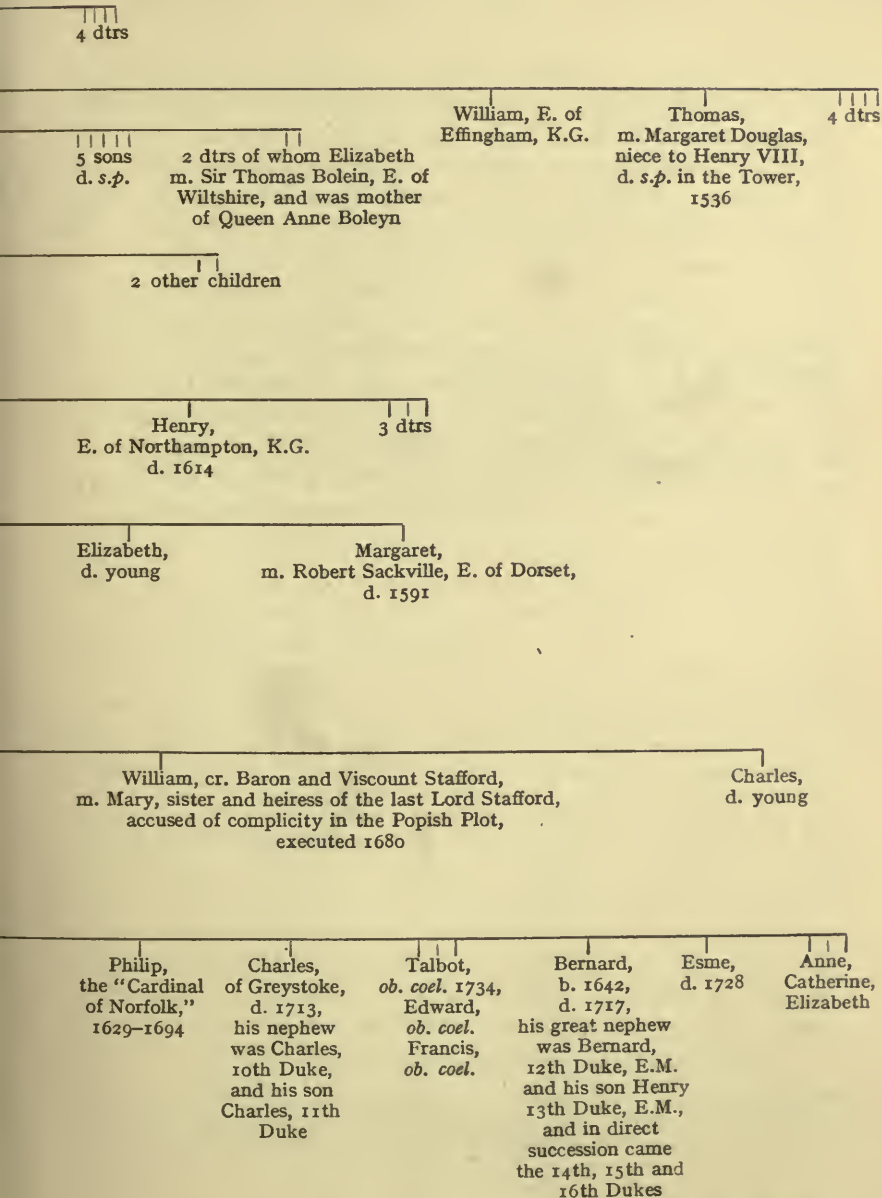 4 dtrs
William, E. of
Effingham, K.G.
Thomas,
m. Margaret Douglas,
niece to Henry VIII,
d. s.p. in the Tower,
1536
4 dtrs
5 sons
d. s.p.
2 dtrs of whom Elizabeth
m. Sir Thomas Bolein, E. of
Wiltshire, and was mother
of Queen Anne Boleyn
2 other children
Henry,
E. of Northampton, K.G.
d. 1614
3 dtrs
Elizabeth,
d. young
Margaret,
m. Robert Sackville, E. of Dorset,
d. 1591
William, cr. Baron and Viscount Stafford,
m. Mary, sister and heiress of the last Lord Stafford,
accused of complicity in the Popish Plot,
executed 1680
Charles,
d. young
Philip,
the "Cardinal
of Norfolk,"
1629–1694
Charles,
of Greystoke,
d. 1713,
his nephew
was Charles,
10th Duke,
and his son
Charles, 11th
Duke
Talbot,
ob. coel. 1734,
Edward,
ob. coel.
Francis,
ob. coel.
Bernard,
b. 1642,
d. 1717,
his great nephew
was Bernard,
12th Duke, E.M.
and his son Henry
13th Duke, E.M.,
and in direct
succession came
the 14th, 15th and
16th Dukes
Esme,
d. 1728
Anne,
Catherine,
Elizabeth